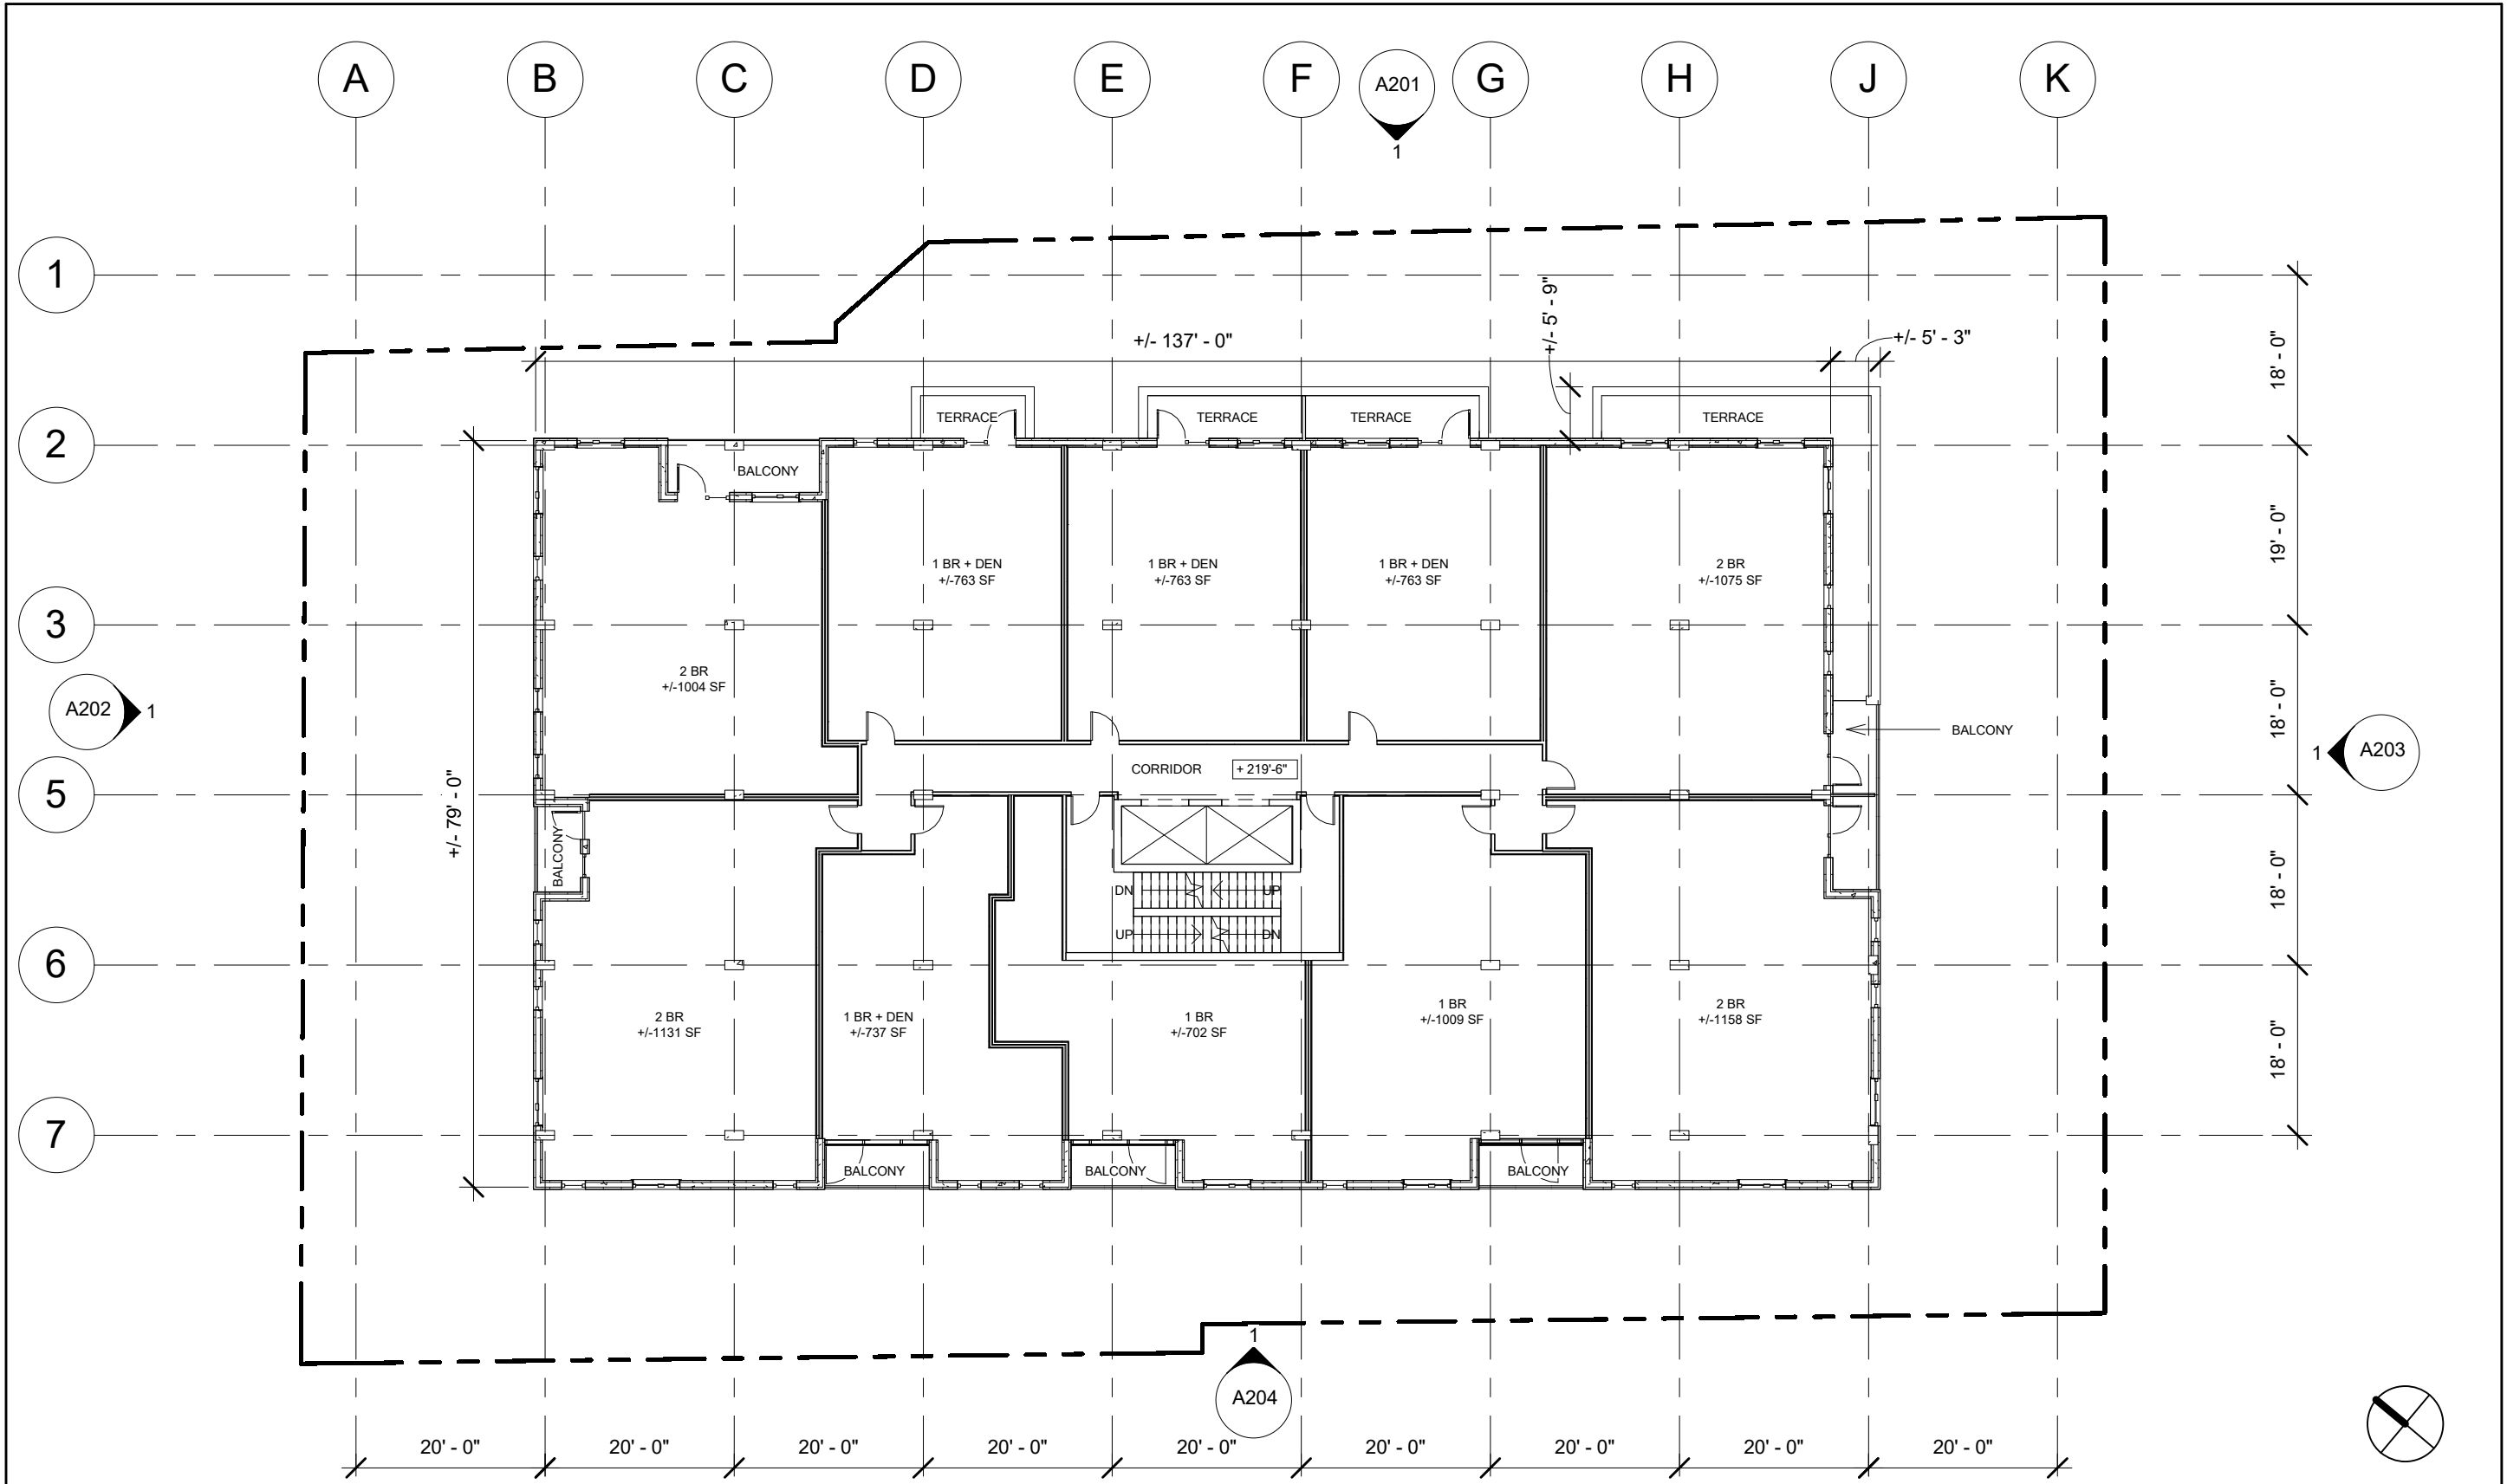 A
B
C
D
E
F
A201
1
G
H
J
K
1
2
3
A202
1
5
6
7
+/- 137' - 0"
+/- 5' - 9"
+/- 5' - 3"
18' - 0"
19' - 0"
18' - 0"
18' - 0"
18' - 0"
+/- 79' - 0"
TERRACE
TERRACE
TERRACE
TERRACE
BALCONY
1 BR + DEN
+/-763 SF
1 BR + DEN
+/-763 SF
1 BR + DEN
+/-763 SF
2 BR
+/-1075 SF
2 BR
+/-1004 SF
BALCONY
1
A203
CORRIDOR
+ 219'-6"
BALCONY
DN
UP
UP
DN
2 BR
+/-1131 SF
1 BR + DEN
+/-737 SF
1 BR
+/-702 SF
1 BR
+/-1009 SF
2 BR
+/-1158 SF
BALCONY
BALCONY
BALCONY
1
A204
20' - 0"
20' - 0"
20' - 0"
20' - 0"
20' - 0"
20' - 0"
20' - 0"
20' - 0"
20' - 0"